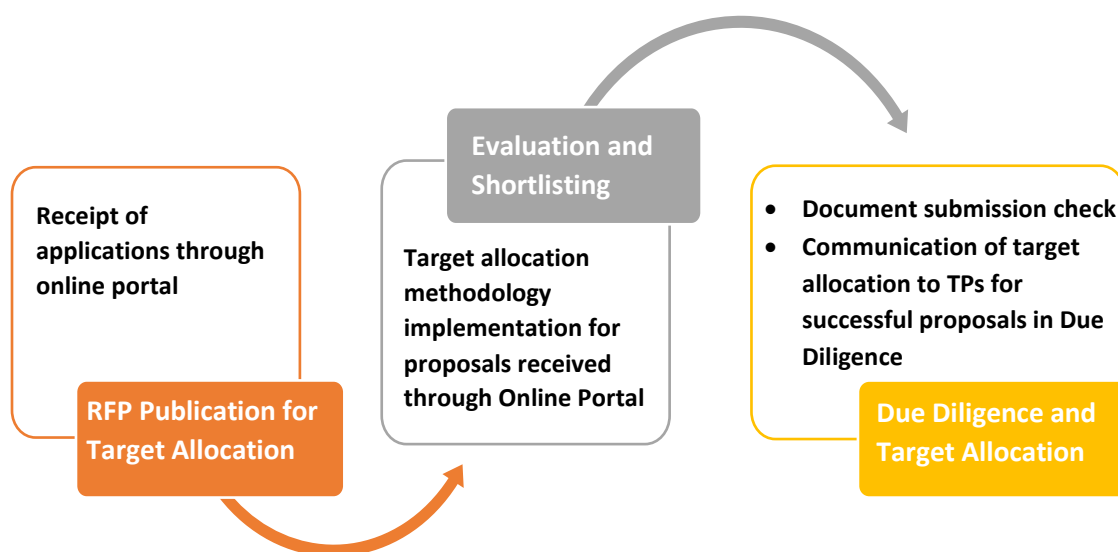 Receipt of
applications through
online portal
RFP Publication for
Target Allocation
Evaluation and
Shortlisting
Target allocation
methodology
implementation for
proposals received
through Online Portal
• Document submission check
• Communication of target
allocation to TPs for
successful proposals in Due
Diligence
Due Diligence and
Target Allocation